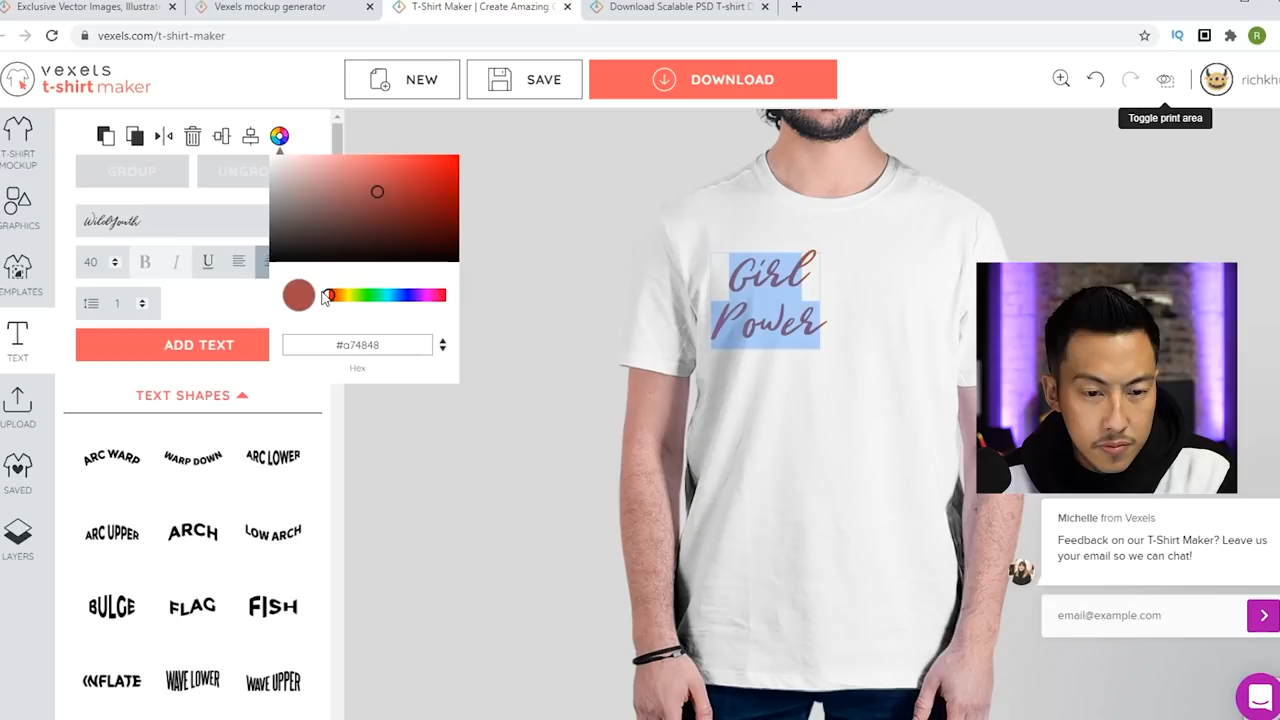 Exclusive Vector Images, Illustrat
Vexels mockup generator
T-Shirt Maker | Create Amazing
Download Scalable PSD T-shirt D
vexels.com/t-shirt-maker
IQ
R
vexels
t-shirt maker
NEW
SAVE
DOWNLOAD
richkh
Toggle print area
T-SHIRT
MOCKUP
GRAPHICS
TEMPLATES
TEXT
UPLOAD
SAVED
LAYERS
GROUP
UNGRO
WildYouth
40
B
I
U
1
ADD TEXT
#a74848
Hex
TEXT SHAPES
ARC WARP
WARP DOWN
ARC LOWER
ARC UPPER
ARCH
LOW ARCH
BULGE
FLAG
FISH
INFLATE
WAVE LOWER
WAVE UPPER
Girl
Power
Michelle from Vexels
Feedback on our T-Shirt Maker? Leave us
your email so we can chat!
email@example.com